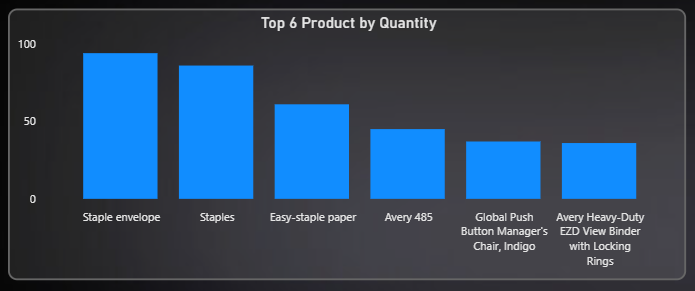 Top 6 Product by Quantity
100
50
0
Staple envelope
Staples
Easy-staple paper
Avery 485
Global Push
Button Manager's
Chair, Indigo
Avery Heavy-Duty
EZD View Binder
with Locking
Rings